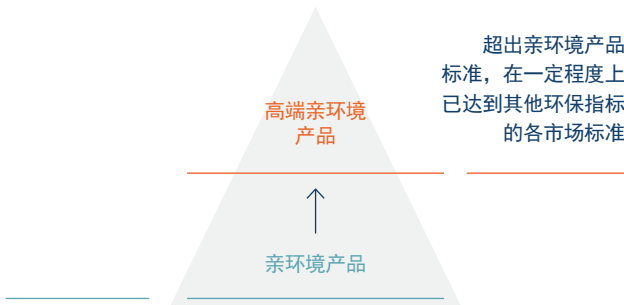 高端亲环境
产品
超出亲环境产品
标准，在一定程度上
已达到其他环保指标
的各市场标准
亲环境产品